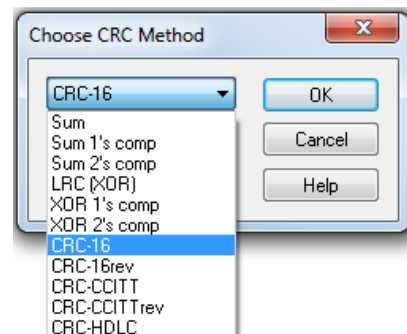 Choose CRC Method
CRC-16
OK
Sum
Sum 1's comp
Cancel
Sum 2's comp
LRC (XOR)
Help
XOR 1's comp
XOR 2's comp
CRC-16
CRC-16rev
CRC-CCITT
CRC-CCITTrev
CRC-HDLC